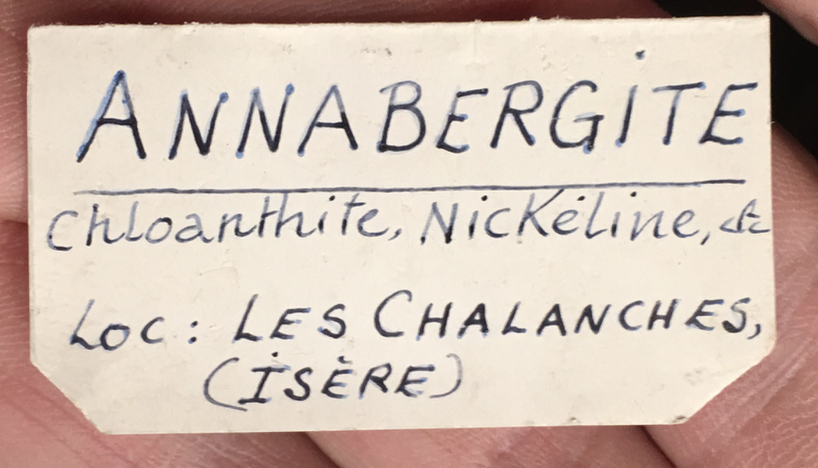 ANNABERGITE
Chloanthite, Nickéline, &
Loc: LES CHALANCHES,
(ISÈRE)